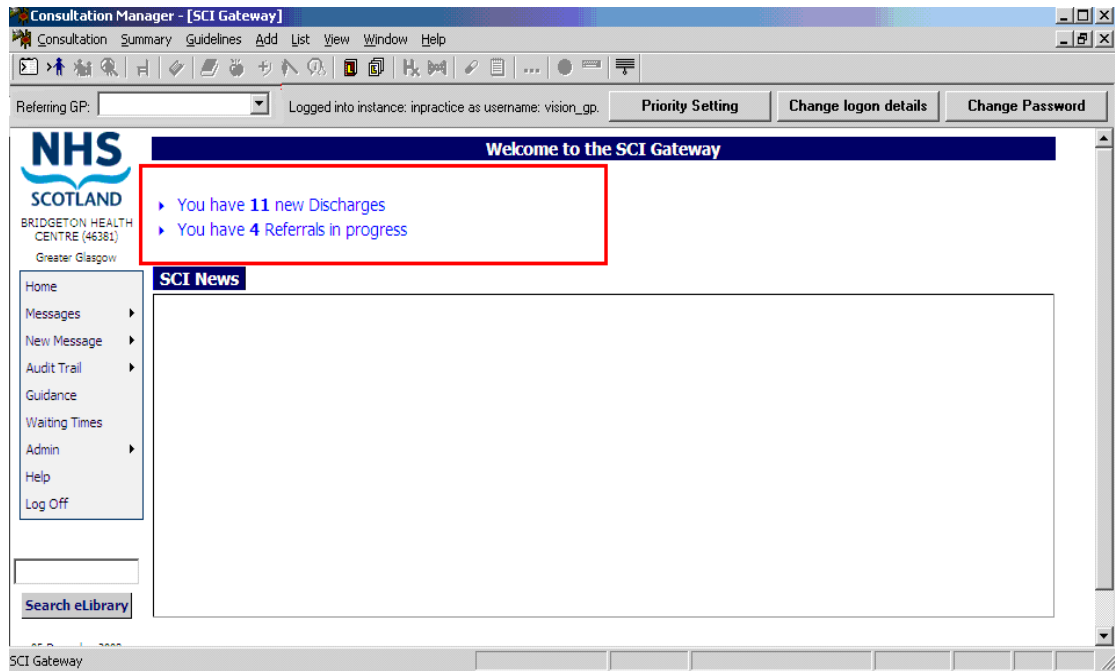 Consultation Manager - [SCI Gateway]
Consultation Summary Guidelines Add List View Window Help
Referring GP: Logged into instance: inpractice as username: vision_gp. Priority Setting Change logon details Change Password
NHS
SCOTLAND
BRIDGETON HEALTH
CENTRE (46381)
Greater Glasgow
Home
Messages
New Message
Audit Trail
Guidance
Waiting Times
Admin
Help
Log Off
Search eLibrary
Welcome to the SCI Gateway
You have 11 new Discharges
You have 4 Referrals in progress
SCI News
SCI Gateway